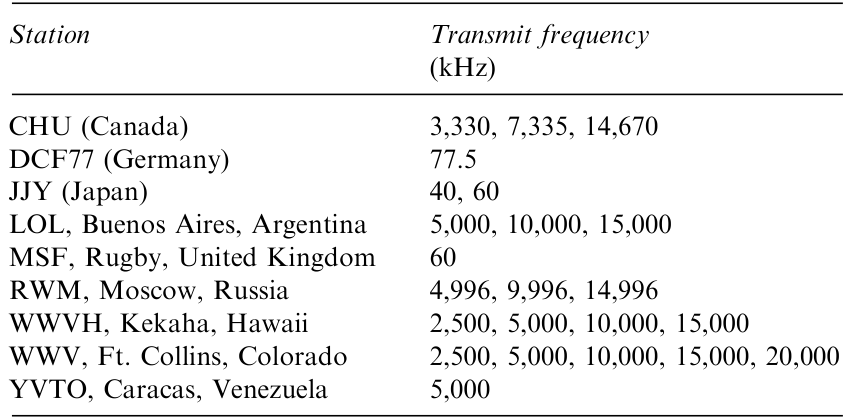 Station Transmit frequency
(kHz)
CHU (Canada) 3,330, 7,335, 14,670
DCF77 (Germany) 77.5
JJY (Japan) 40, 60
LOL, Buenos Aires, Argentina 5,000, 10,000, 15,000
MSF, Rugby, United Kingdom 60
RWM, Moscow, Russia 4,996, 9,996, 14,996
WWVH, Kekaha, Hawaii 2,500, 5,000, 10,000, 15,000
WWV, Ft. Collins, Colorado 2,500, 5,000, 10,000, 15,000, 20,000
YVTO, Caracas, Venezuela 5,000